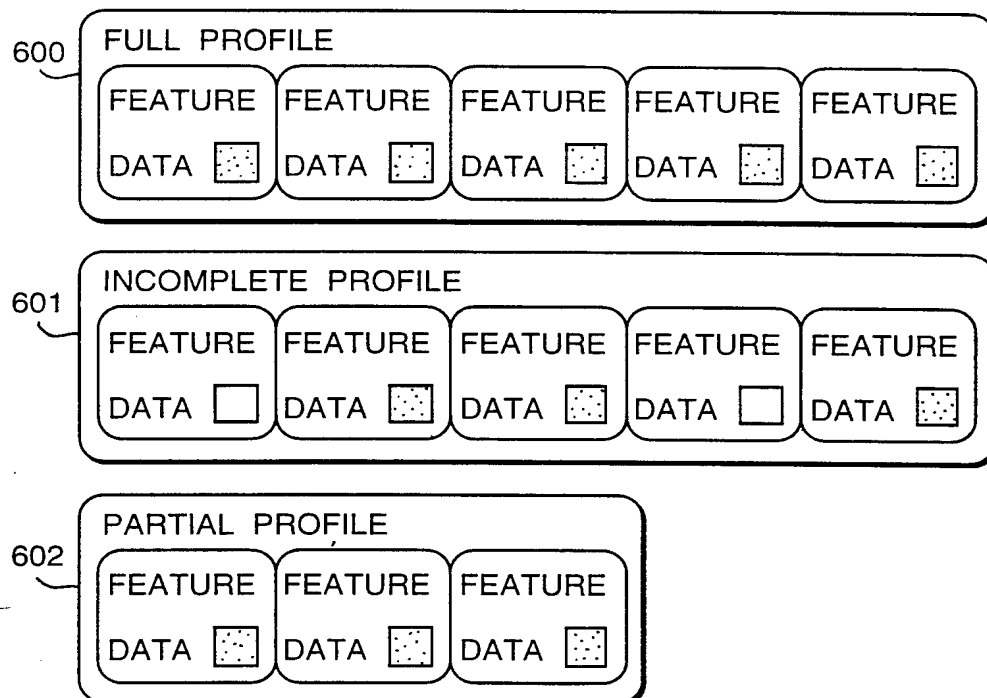 600
FULL PROFILE
FEATURE FEATURE FEATURE FEATURE FEATURE
DATA DATA DATA DATA DATA
601
INCOMPLETE PROFILE
FEATURE FEATURE FEATURE FEATURE FEATURE
DATA DATA DATA DATA DATA
602
PARTIAL PROFILE
FEATURE FEATURE FEATURE
DATA DATA DATA